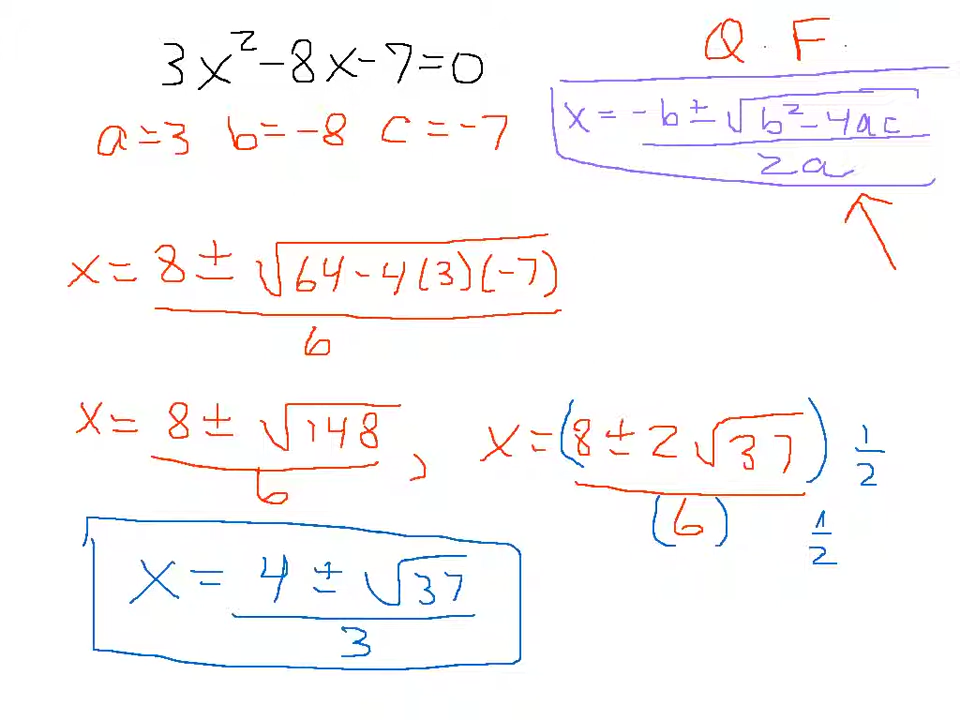 3x² - 8x - 7 = 0
Q. F.
a = 3 b = -8 c = -7
x = -b ± √(b² - 4ac) / 2a
x = 8 ± √(64 - 4(3)(-7)) / 6
x = 8 ± √148 / 6 , x = (8 ± 2√37) 1/2 / (6) 1/2
x = 4 ± √37 / 3